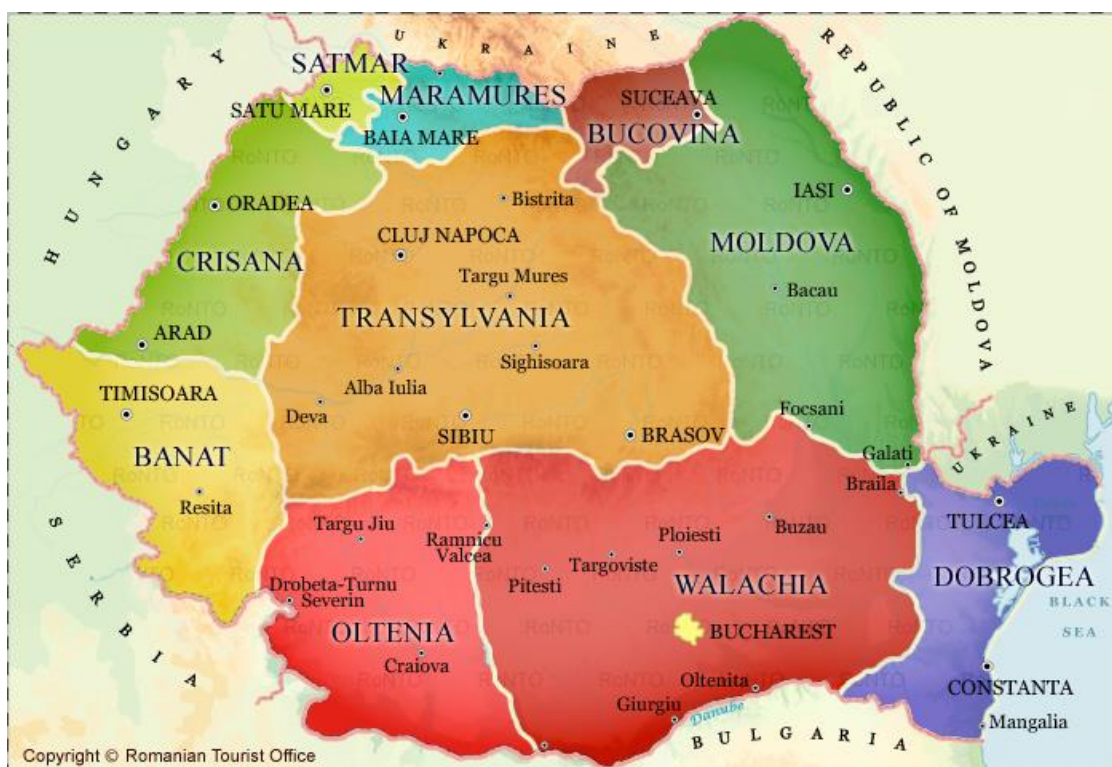 UKRAINE
HUNGARY
REPUBLIC OF MOLDOVA
SATMAR
SATU MARE
MARAMURES
BAIA MARE
SUCEAVA
BUCOVINA
ORADEA
CRISANA
ARAD
Bistrita
CLUJ NAPOCA
Targu Mures
TRANSYLVANIA
Sighisoara
Alba Iulia
Deva
SIBIU
BRASOV
IASI
MOLDOVA
Bacau
Focsani
Galati
Braila
UKRAINE
TIMISOARA
BANAT
Resita
SERBIA
Targu Jiu
Ramnicu
Valcea
Drobeta-Turnu
Severin
OLTENIA
Craiova
Pitesti
Targoviste
Ploiesti
Buzau
WALACHIA
BUCHAREST
Oltenita
Giurgiu
Danube
BULGARIA
TULCEA
DOBROGEA
BLACK
SEA
CONSTANTA
Mangalia
RoNTO
Copyright © Romanian Tourist Office